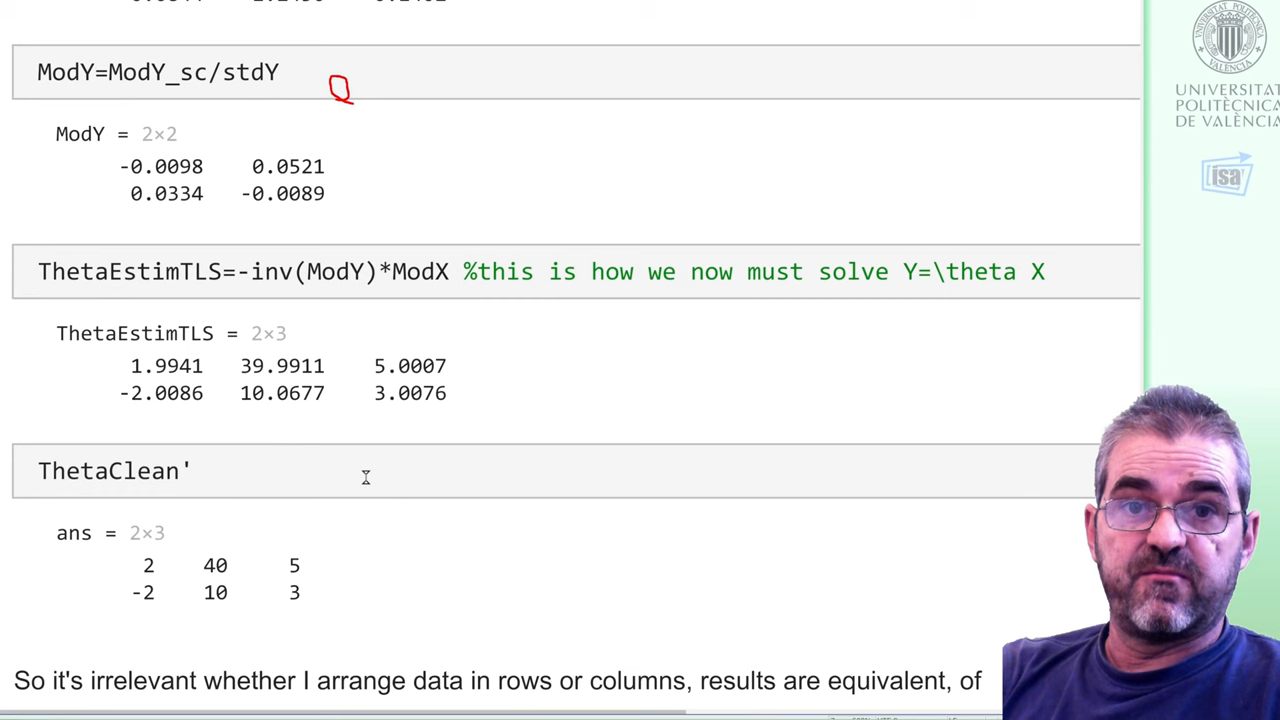 ModY=ModY_sc/stdY
ModY = 2×2
-0.0098 0.0521
0.0334 -0.0089
ThetaEstimTLS=-inv(ModY)*ModX %this is how we now must solve Y=\theta X
ThetaEstimTLS = 2×3
1.9941 39.9911 5.0007
-2.0086 10.0677 3.0076
ThetaClean'
ans = 2×3
2 40 5
-2 10 3
So it's irrelevant whether I arrange data in rows or columns, results are equivalent, of
UNIVERSITAT
POLITÈCNICA
DE VALÈNCIA
isa